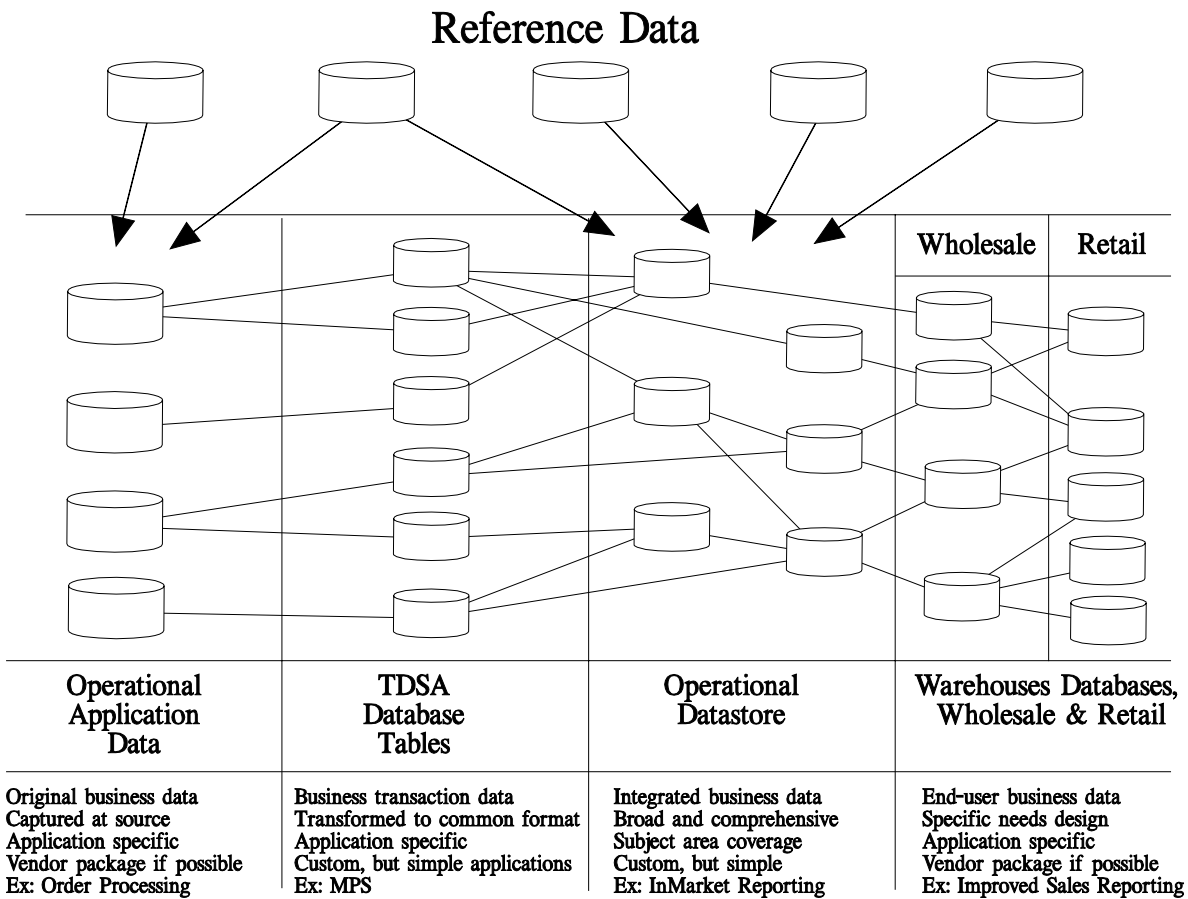 Reference Data
Wholesale
Retail
Operational
Application
Data
TDSA
Database
Tables
Operational
Datastore
Warehouses Databases,
Wholesale & Retail
Original business data
Captured at source
Application specific
Vendor package if possible
Ex: Order Processing
Business transaction data
Transformed to common format
Application specific
Custom, but simple applications
Ex: MPS
Integrated business data
Broad and comprehensive
Subject area coverage
Custom, but simple
Ex: InMarket Reporting
End-user business data
Specific needs design
Application specific
Vendor package if possible
Ex: Improved Sales Reporting